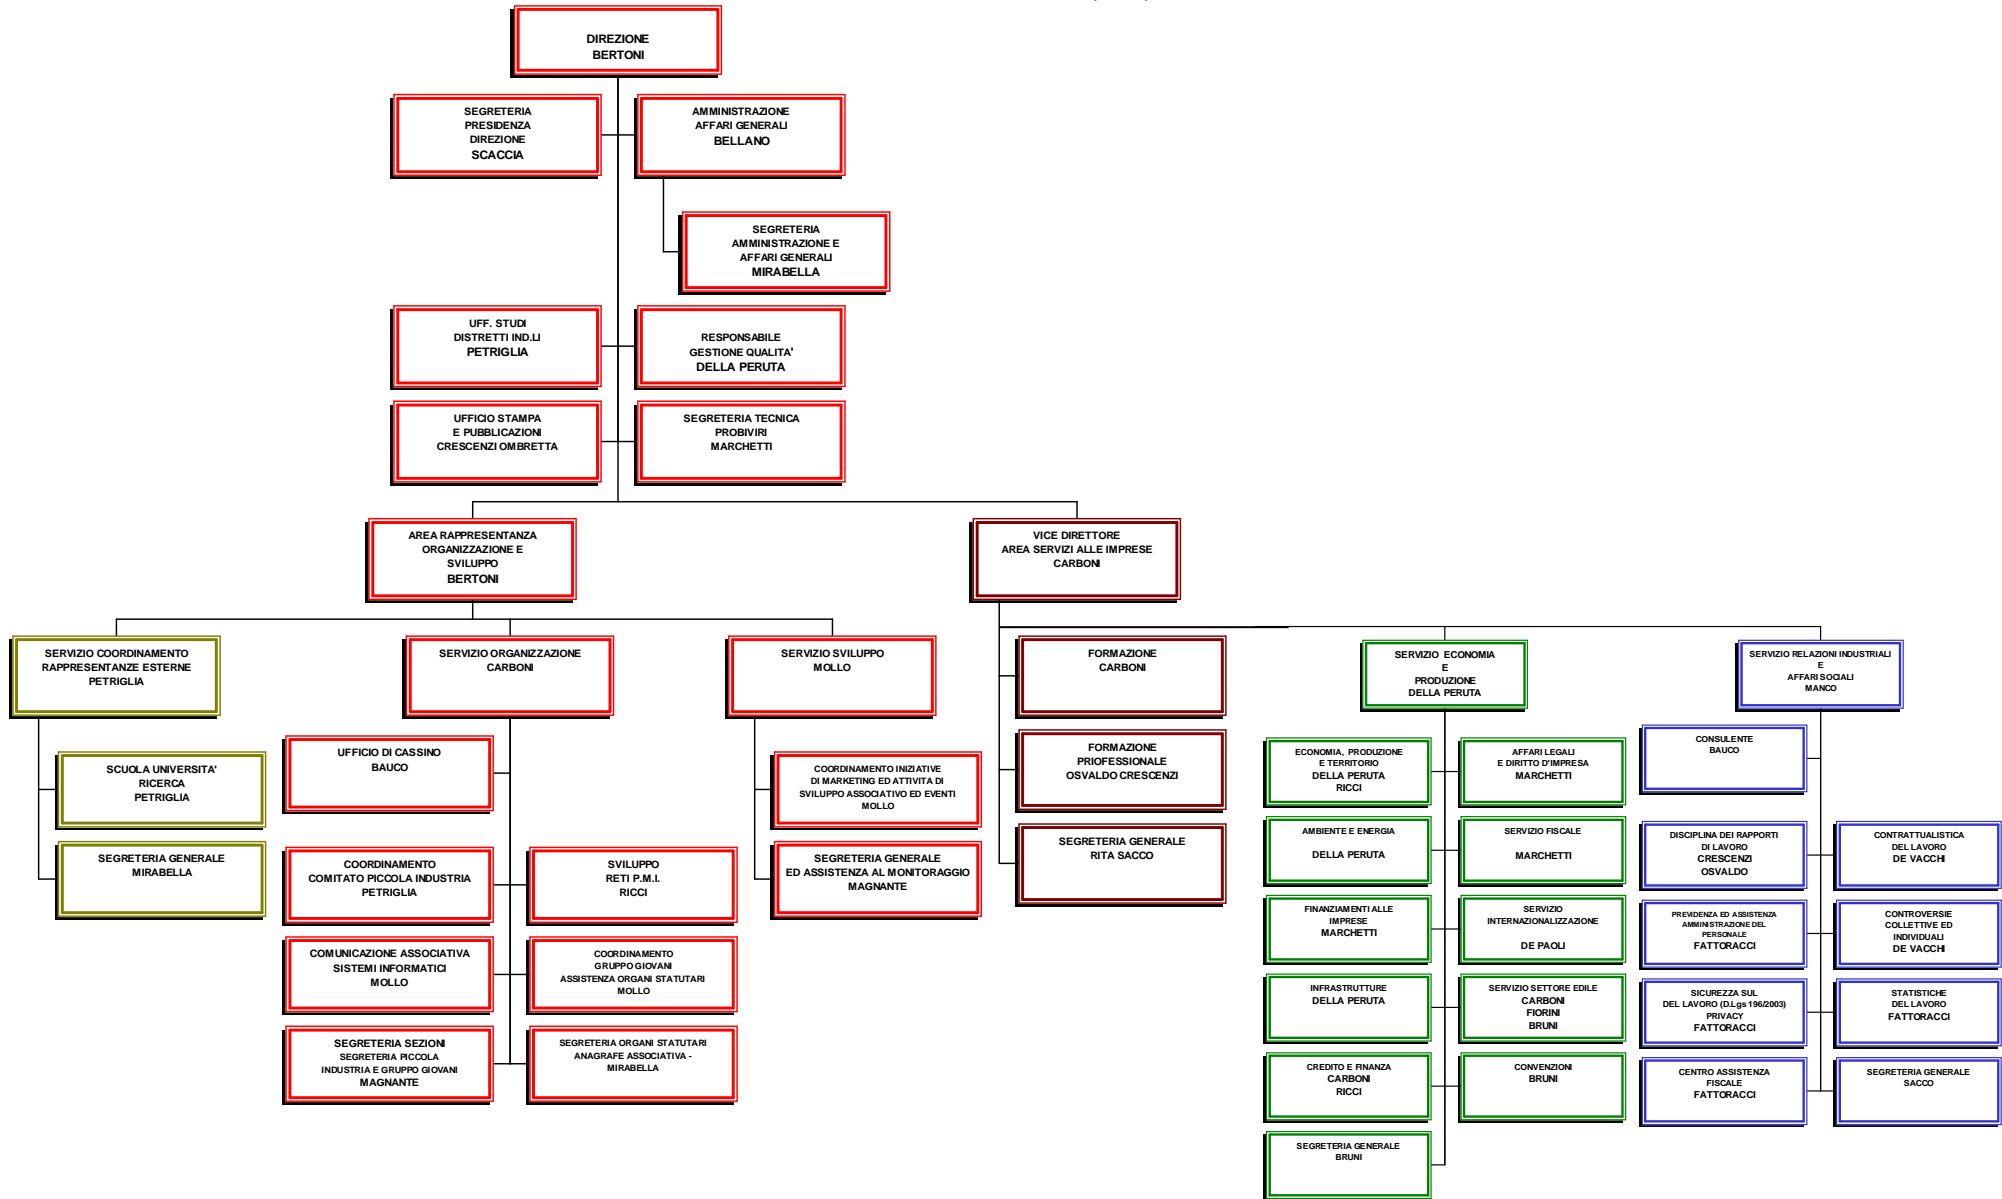 DIREZIONE
BERTONI
SEGRETERIA
PRESIDENZA
DIREZIONE
SCACCIA
AMMINISTRAZIONE
AFFARI GENERALI
BELLANO
SEGRETERIA
AMMINISTRAZIONE E
AFFARI GENERALI
MIRABELLA
UFF. STUDI
DISTRETTI IND.LI
PETRIGLIA
RESPONSABILE
GESTIONE QUALITA'
DELLA PERUTA
UFFICIO STAMPA
E PUBBLICAZIONI
CRESCENZI OMBRETTA
SEGRETERIA TECNICA
PROBIVIRI
MARCHETTI
AREA RAPPRESENTANZA
ORGANIZZAZIONE E
SVILUPPO
BERTONI
VICE DIRETTORE
AREA SERVIZI ALLE IMPRESE
CARBONI
SERVIZIO COORDINAMENTO
RAPPRESENTANZE ESTERNE
PETRIGLIA
SCUOLA UNIVERSITA'
RICERCA
PETRIGLIA
SEGRETERIA GENERALE
MIRABELLA
SERVIZIO ORGANIZZAZIONE
CARBONI
UFFICIO DI CASSINO
BAUCO
COORDINAMENTO
COMITATO PICCOLA INDUSTRIA
PETRIGLIA
SVILUPPO
RETI P.M.I.
RICCI
COMUNICAZIONE ASSOCIATIVA
SISTEMI INFORMATICI
MOLLO
COORDINAMENTO
GRUPPO GIOVANI
ASSISTENZA ORGANI STATUTARI
MOLLO
SEGRETERIA SEZIONI
SEGRETERIA PICCOLA
INDUSTRIA E GRUPPO GIOVANI
MAGNANTE
SEGRETERIA ORGANI STATUTARI
ANAGRAFE ASSOCIATIVA -
MIRABELLA
SERVIZIO SVILUPPO
MOLLO
COORDINAMENTO INIZIATIVE
DI MARKETING ED ATTIVITA DI
SVILUPPO ASSOCIATIVO ED EVENTI
MOLLO
SEGRETERIA GENERALE
ED ASSISTENZA AL MONITORAGGIO
MAGNANTE
FORMAZIONE
CARBONI
FORMAZIONE
PRIOFESSIONALE
OSVALDO CRESCENZI
SEGRETERIA GENERALE
RITA SACCO
SERVIZIO ECONOMIA
E
PRODUZIONE
DELLA PERUTA
ECONOMIA, PRODUZIONE
E TERRITORIO
DELLA PERUTA
RICCI
AFFARI LEGALI
E DIRITTO D'IMPRESA
MARCHETTI
AMBIENTE E ENERGIA
DELLA PERUTA
SERVIZIO FISCALE
MARCHETTI
FINANZIAMENTI ALLE
IMPRESE
MARCHETTI
SERVIZIO
INTERNAZIONALIZZAZIONE
DE PAOLI
INFRASTRUTTURE
DELLA PERUTA
SERVIZIO SETTORE EDILE
CARBONI
FIORINI
BRUNI
CREDITO E FINANZA
CARBONI
RICCI
CONVENZIONI
BRUNI
SEGRETERIA GENERALE
BRUNI
SERVIZIO RELAZIONI INDUSTRIALI
E
AFFARI SOCIALI
MANCO
CONSULENTE
BAUCO
DISCIPLINA DEI RAPPORTI
DI LAVORO
CRESCENZI
OSVALDO
CONTRATTUALISTICA
DEL LAVORO
DE VACCHI
PREVIDENZA ED ASSISTENZA
AMMINISTRAZIONE DEL
PERSONALE
FATTORACCI
CONTROVERSIE
COLLETTIVE ED
INDIVIDUALI
DE VACCHI
SICUREZZA SUL
DEL LAVORO (D.Lgs 196/2003)
PRIVACY
FATTORACCI
STATISTICHE
DEL LAVORO
FATTORACCI
CENTRO ASSISTENZA
FISCALE
FATTORACCI
SEGRETERIA GENERALE
SACCO